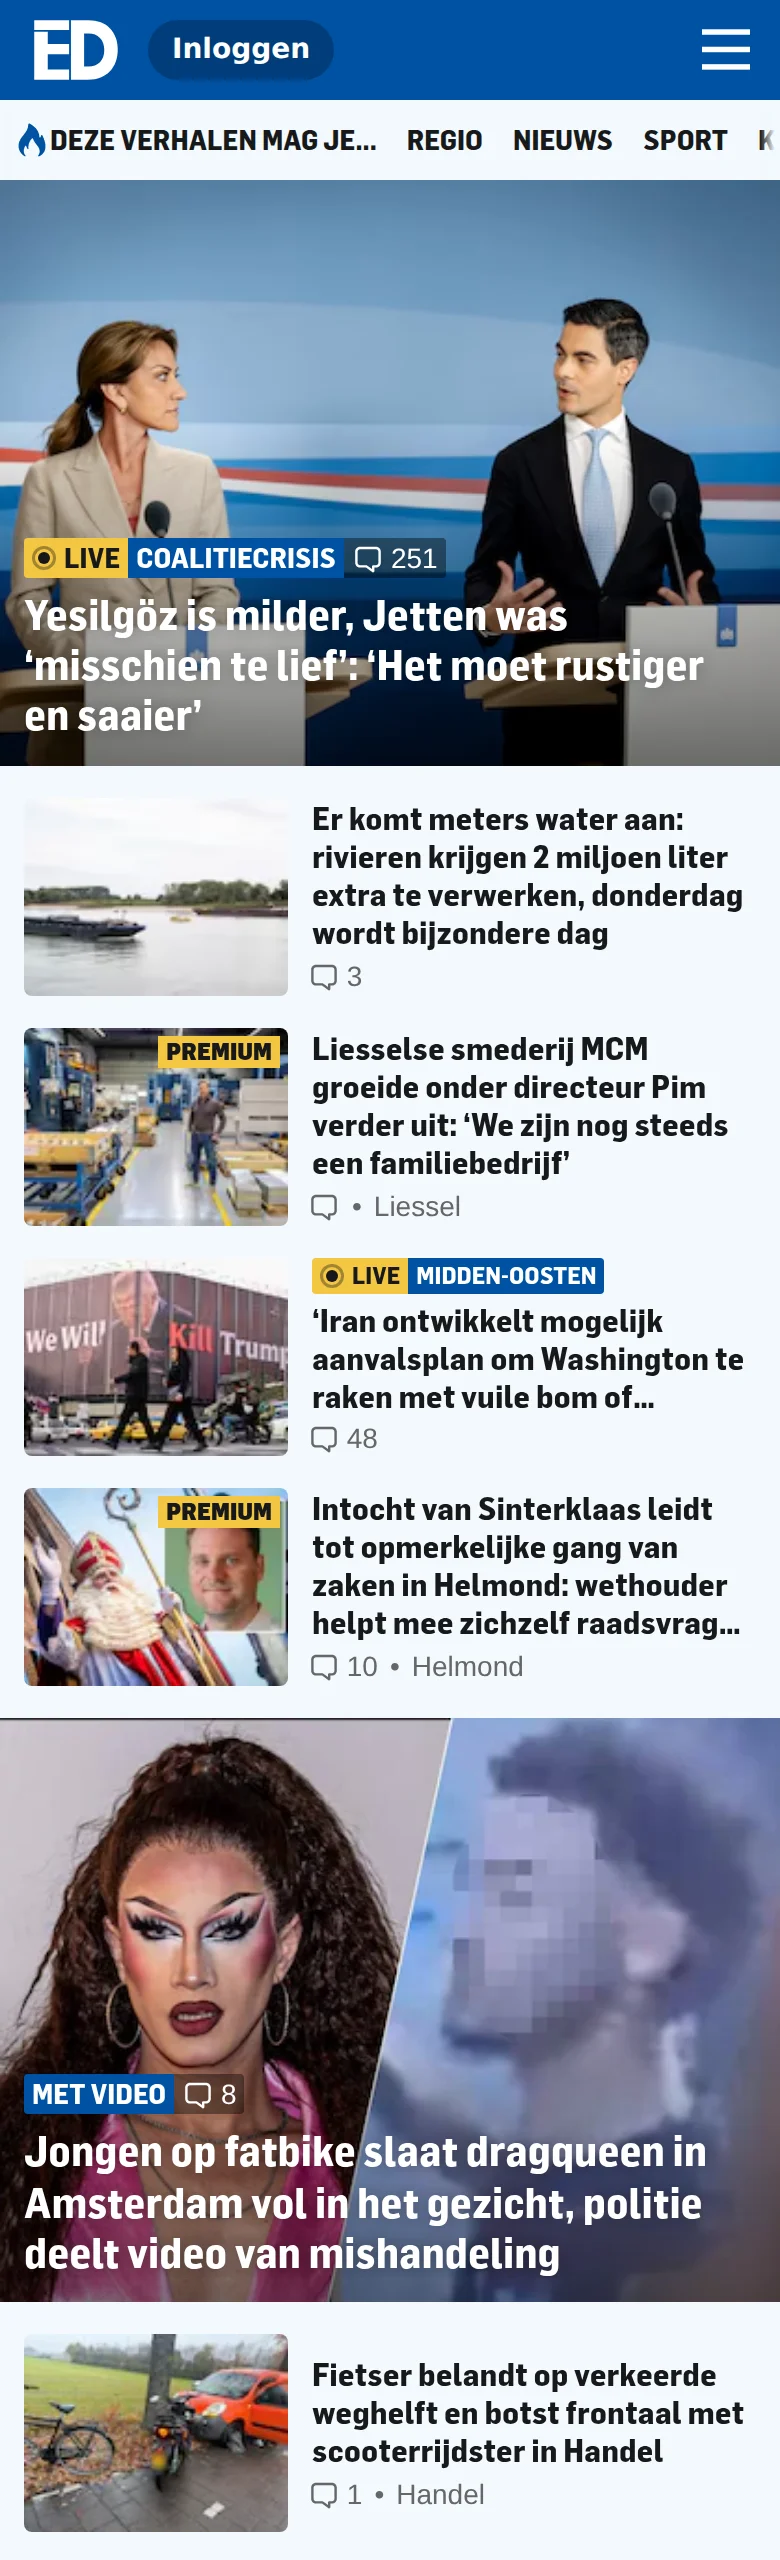 ED
Inloggen
DEZE VERHALEN MAG JE... REGIO NIEUWS SPORT
LIVE COALITIECRISIS 251
Yesilgöz is milder, Jetten was
‘misschien te lief’: ‘Het moet rustiger
en saaier’
Er komt meters water aan:
rivieren krijgen 2 miljoen liter
extra te verwerken, donderdag
wordt bijzondere dag
3
PREMIUM
Liesselse smederij MCM
groeide onder directeur Pim
verder uit: ‘We zijn nog steeds
een familiebedrijf’
• Liessel
We Will Kill Trump
LIVE MIDDEN-OOSTEN
‘Iran ontwikkelt mogelijk
aanvalsplan om Washington te
raken met vuile bom of...
48
PREMIUM
Intocht van Sinterklaas leidt
tot opmerkelijke gang van
zaken in Helmond: wethouder
helpt mee zichzelf raadsvrag...
10 • Helmond
MET VIDEO 8
Jongen op fatbike slaat dragqueen in
Amsterdam vol in het gezicht, politie
deelt video van mishandeling
Fietser belandt op verkeerde
weghelft en botst frontaal met
scooterrijdster in Handel
1 • Handel